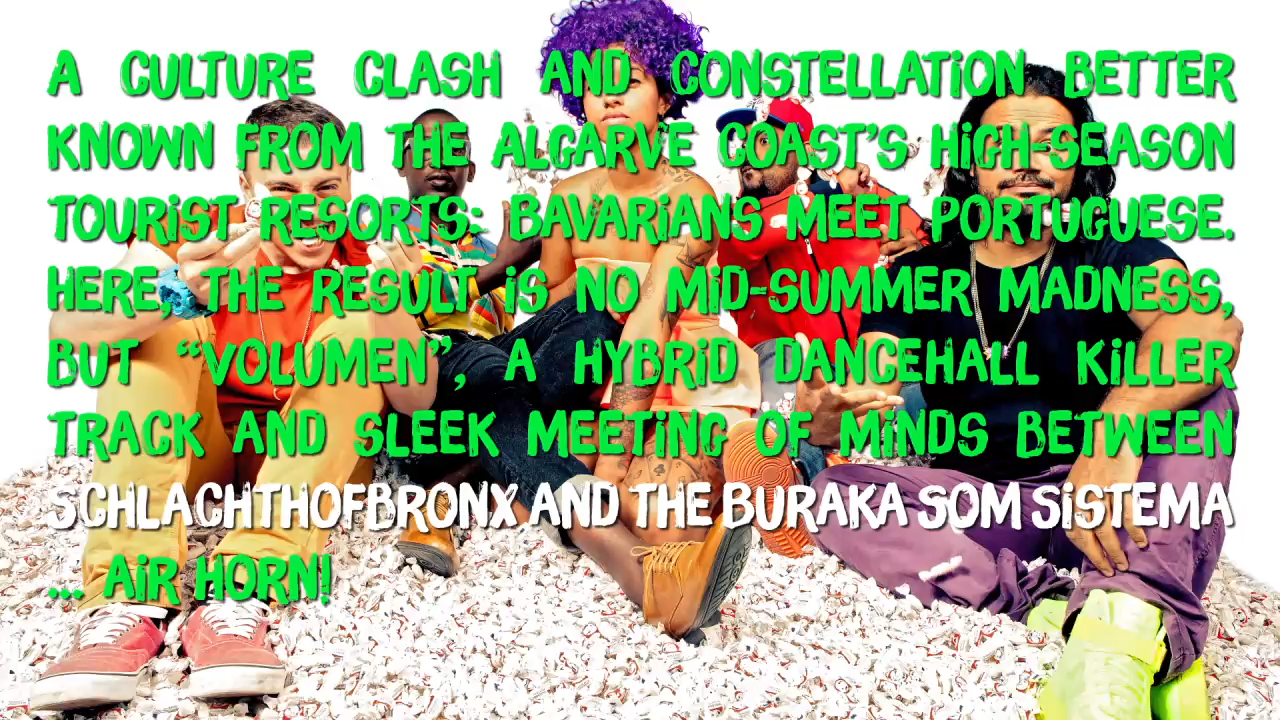 A CULTURE CLASH AND CONSTELLATION BETTER
KNOWN FROM THE ALGARVE COAST’S HIGH-SEASON
TOURIST RESORTS: BAVARIANS MEET PORTUGUESE.
HERE, THE RESULT IS NO MID-SUMMER MADNESS,
BUT “VOLUMEN”, A HYBRID DANCEHALL KILLER
TRACK AND SLEEK MEETING OF MINDS BETWEEN
SCHLACHTHOFBRONX AND THE BURAKA SOM SISTEMA
... AIR HORN!